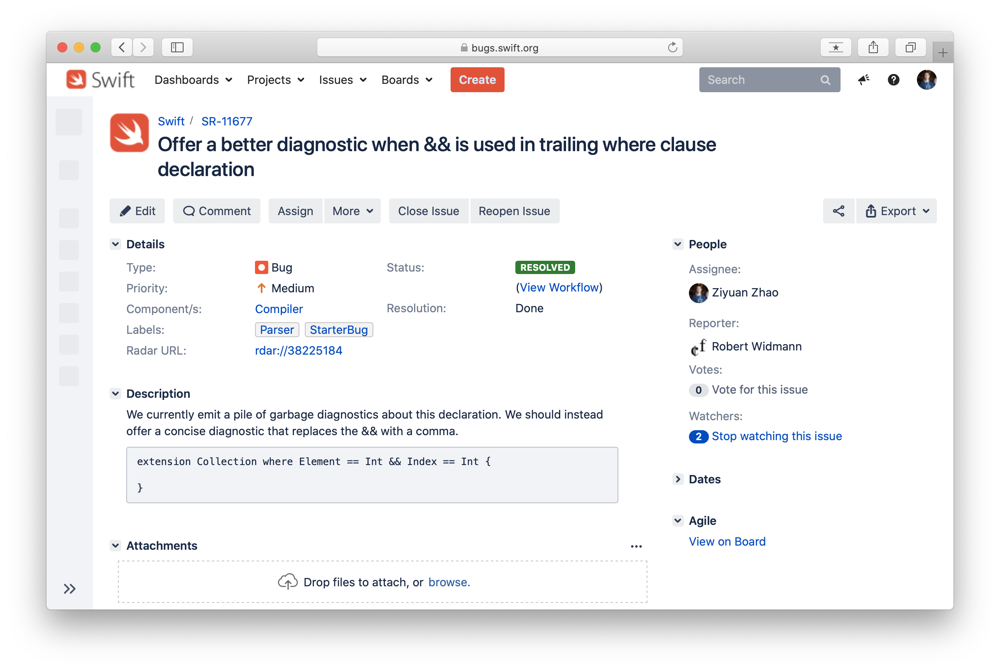 bugs.swift.org
Swift Dashboards Projects Issues Boards Create Search
Swift / SR-11677
Offer a better diagnostic when && is used in trailing where clause
declaration
Edit Comment Assign More Close Issue Reopen Issue Export
Details
Type: Bug Status: RESOLVED
Priority: Medium (View Workflow)
Component/s: Compiler Resolution: Done
Labels: Parser StarterBug
Radar URL: rdar://38225184
Description
We currently emit a pile of garbage diagnostics about this declaration. We should instead
offer a concise diagnostic that replaces the && with a comma.
extension Collection where Element == Int && Index == Int {
}
Attachments
Drop files to attach, or browse.
People
Assignee:
Ziyuan Zhao
Reporter:
¢f Robert Widmann
Votes:
0 Vote for this issue
Watchers:
2 Stop watching this issue
Dates
Agile
View on Board